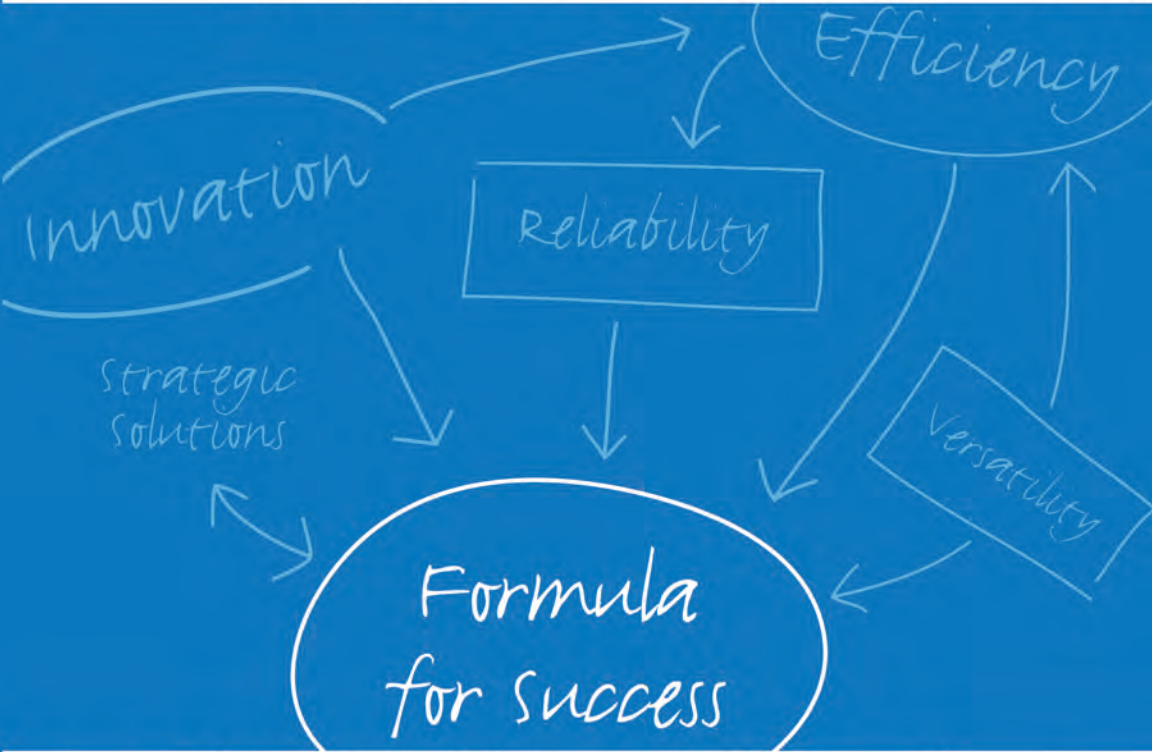 Efficiency
Innovation
Reliability
Strategic
Solutions
Versatility
Formula
for Success